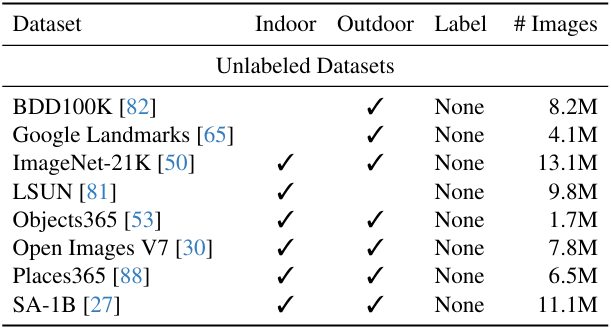 Dataset Indoor Outdoor Label # Images
Unlabeled Datasets
BDD100K [82] ✓ None 8.2M
Google Landmarks [65] ✓ None 4.1M
ImageNet-21K [50] ✓ ✓ None 13.1M
LSUN [81] ✓ None 9.8M
Objects365 [53] ✓ ✓ None 1.7M
Open Images V7 [30] ✓ ✓ None 7.8M
Places365 [88] ✓ ✓ None 6.5M
SA-1B [27] ✓ ✓ None 11.1M